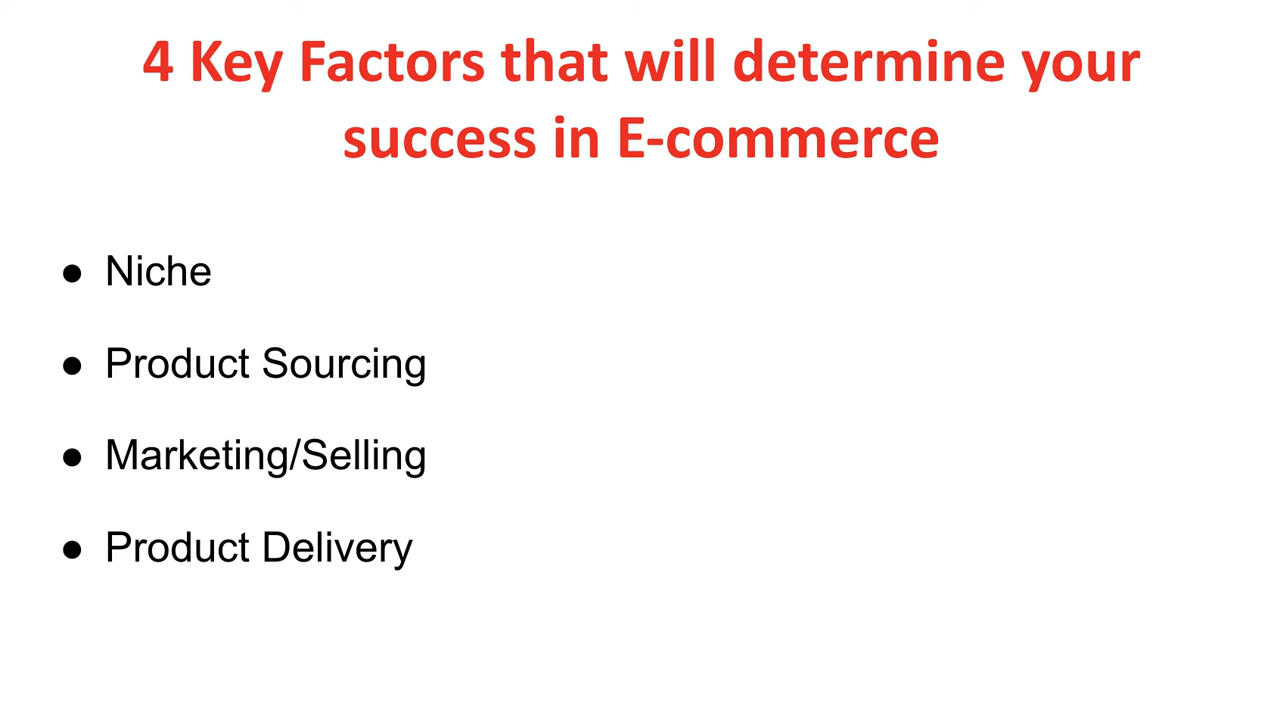 4 Key Factors that will determine your
success in E-commerce
● Niche
● Product Sourcing
● Marketing/Selling
● Product Delivery